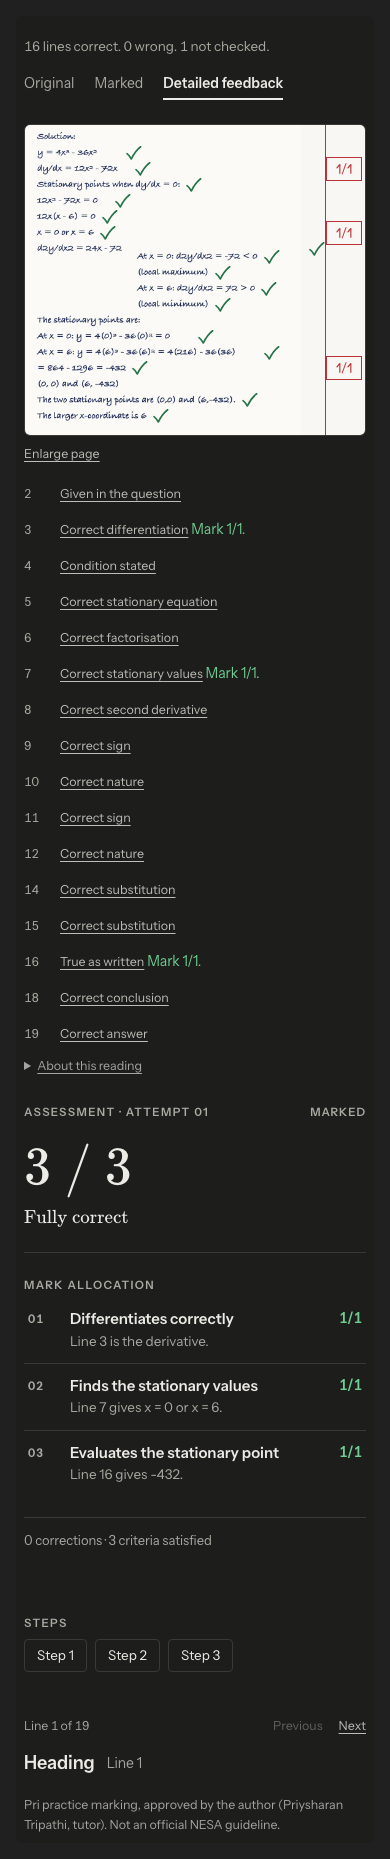 16 lines correct. 0 wrong. 1 not checked.
Original Marked Detailed feedback
Solution:
y = 4x³ - 36x²
dy/dx = 12x² - 72x
Stationary points when dy/dx = 0:
12x² - 72x = 0
12x(x - 6) = 0
x = 0 or x = 6
d2y/dx2 = 24x - 72
At x = 0: d2y/dx2 = -72 < 0
(local maximum)
At x = 6: d2y/dx2 = 72 > 0
(local minimum)
The stationary points are:
At x = 0: y = 4(0)³ - 36(0)² = 0
At x = 6: y = 4(6)³ - 36(6)² = 4(216) - 36(36)
= 864 - 1296 = -432
(0, 0) and (6, -432)
The two stationary points are (0,0) and (6,-432).
The larger x-coordinate is 6
1/1
1/1
1/1
Enlarge page
2 Given in the question
3 Correct differentiation Mark 1/1.
4 Condition stated
5 Correct stationary equation
6 Correct factorisation
7 Correct stationary values Mark 1/1.
8 Correct second derivative
9 Correct sign
10 Correct nature
11 Correct sign
12 Correct nature
14 Correct substitution
15 Correct substitution
16 True as written Mark 1/1.
18 Correct conclusion
19 Correct answer
About this reading
ASSESSMENT · ATTEMPT 01 MARKED
3 / 3
Fully correct
MARK ALLOCATION
01 Differentiates correctly 1/1
Line 3 is the derivative.
02 Finds the stationary values 1/1
Line 7 gives x = 0 or x = 6.
03 Evaluates the stationary point 1/1
Line 16 gives -432.
0 corrections · 3 criteria satisfied
STEPS
Step 1 Step 2 Step 3
Line 1 of 19 Previous Next
Heading Line 1
Pri practice marking, approved by the author (Priysharan
Tripathi, tutor). Not an official NESA guideline.